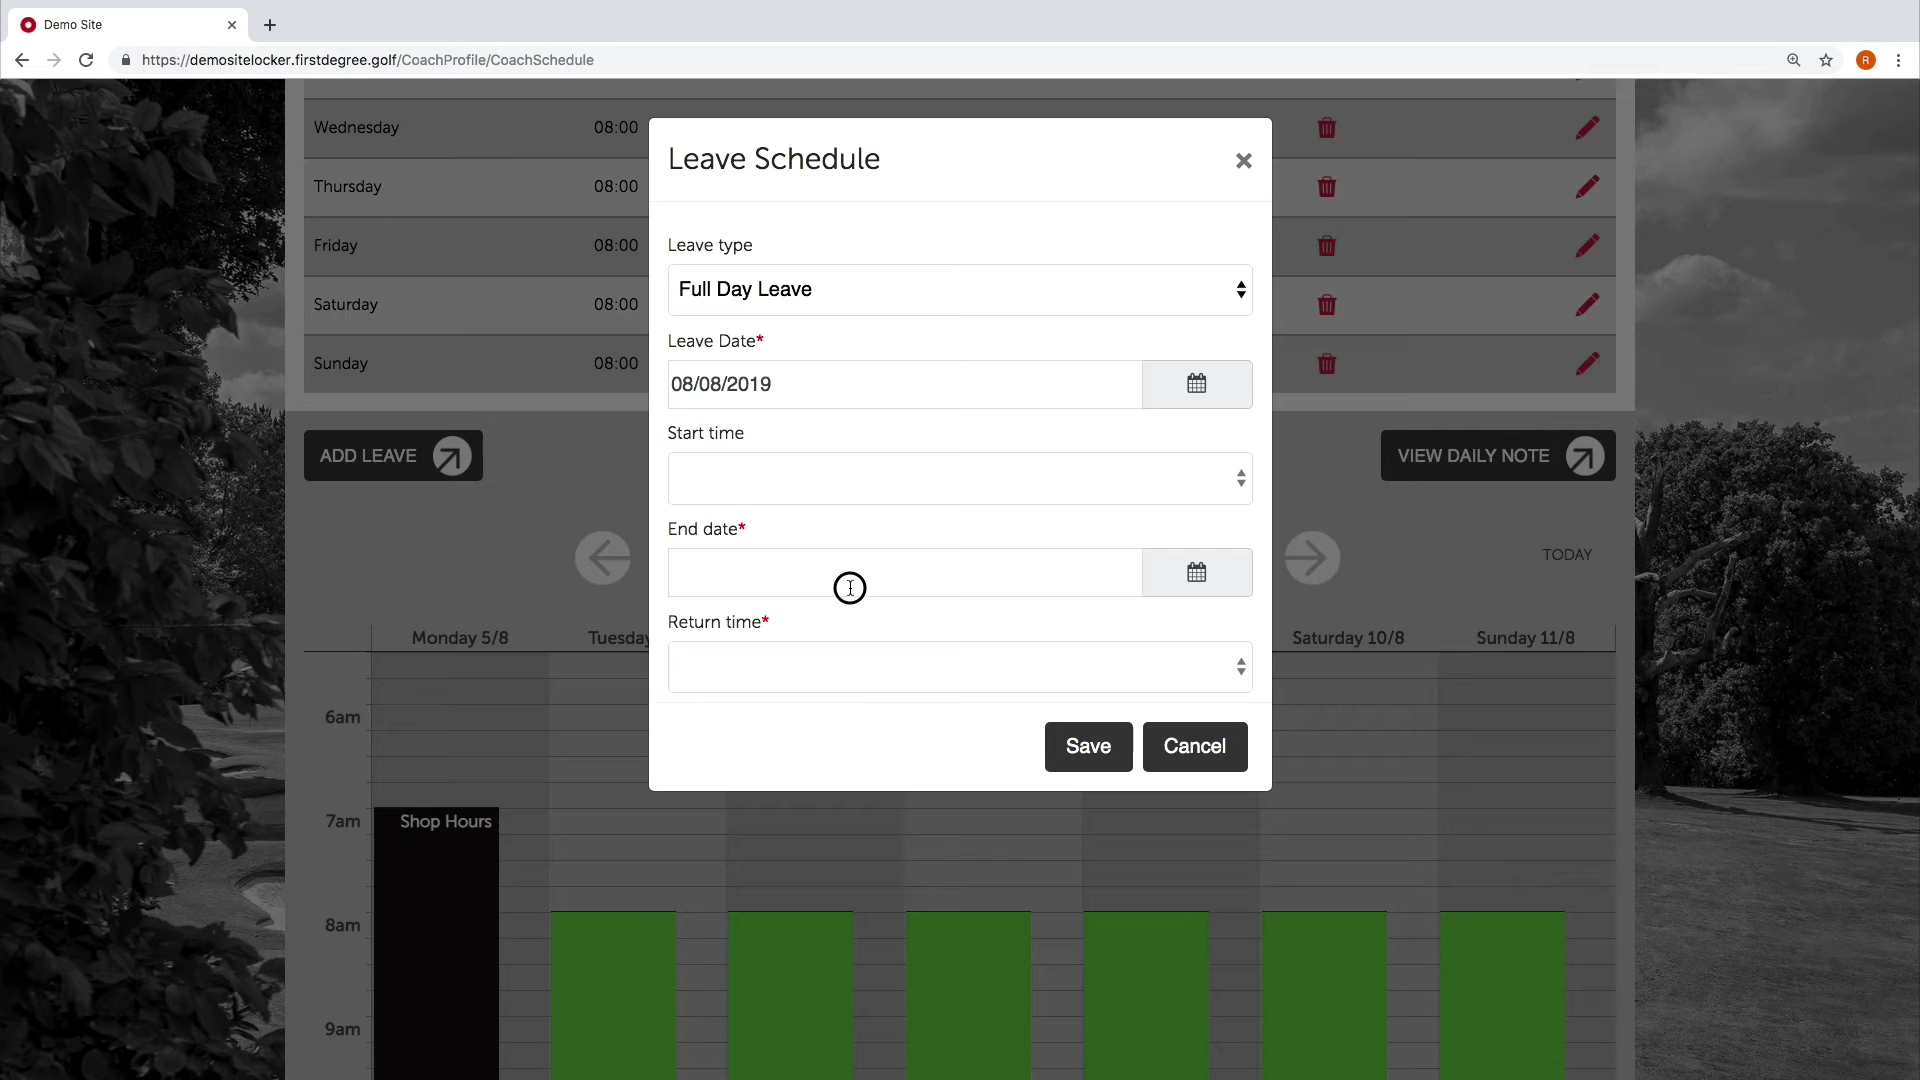 Demo Site
https://demositelocker.firstdegree.golf/CoachProfile/CoachSchedule
R
Wednesday 08:00
Thursday 08:00
Friday 08:00
Saturday 08:00
Sunday 08:00
Leave Schedule
Leave type
Full Day Leave
Leave Date*
08/08/2019
Start time
End date*
Return time*
Save Cancel
ADD LEAVE
VIEW DAILY NOTE
TODAY
Monday 5/8 Tuesday Saturday 10/8 Sunday 11/8
6am
7am Shop Hours
8am
9am